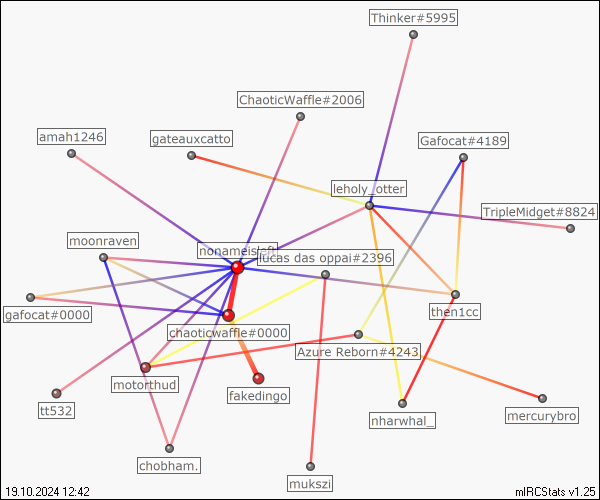 Thinker#5995
ChaoticWaffle#2006
amah1246
gateauxcatto
Gafocat#4189
leholy_otter
TripleMidget#8824
moonraven
nonameisleft
lucas das oppai#2396
gafocat#0000
then1cc
chaoticwaffle#0000
Azure Reborn#4243
motorthud
fakedingo
tt532
nharwhal_
mercurybro
chobham.
mukszi
19.10.2024 12:42
mIRCStats v1.25